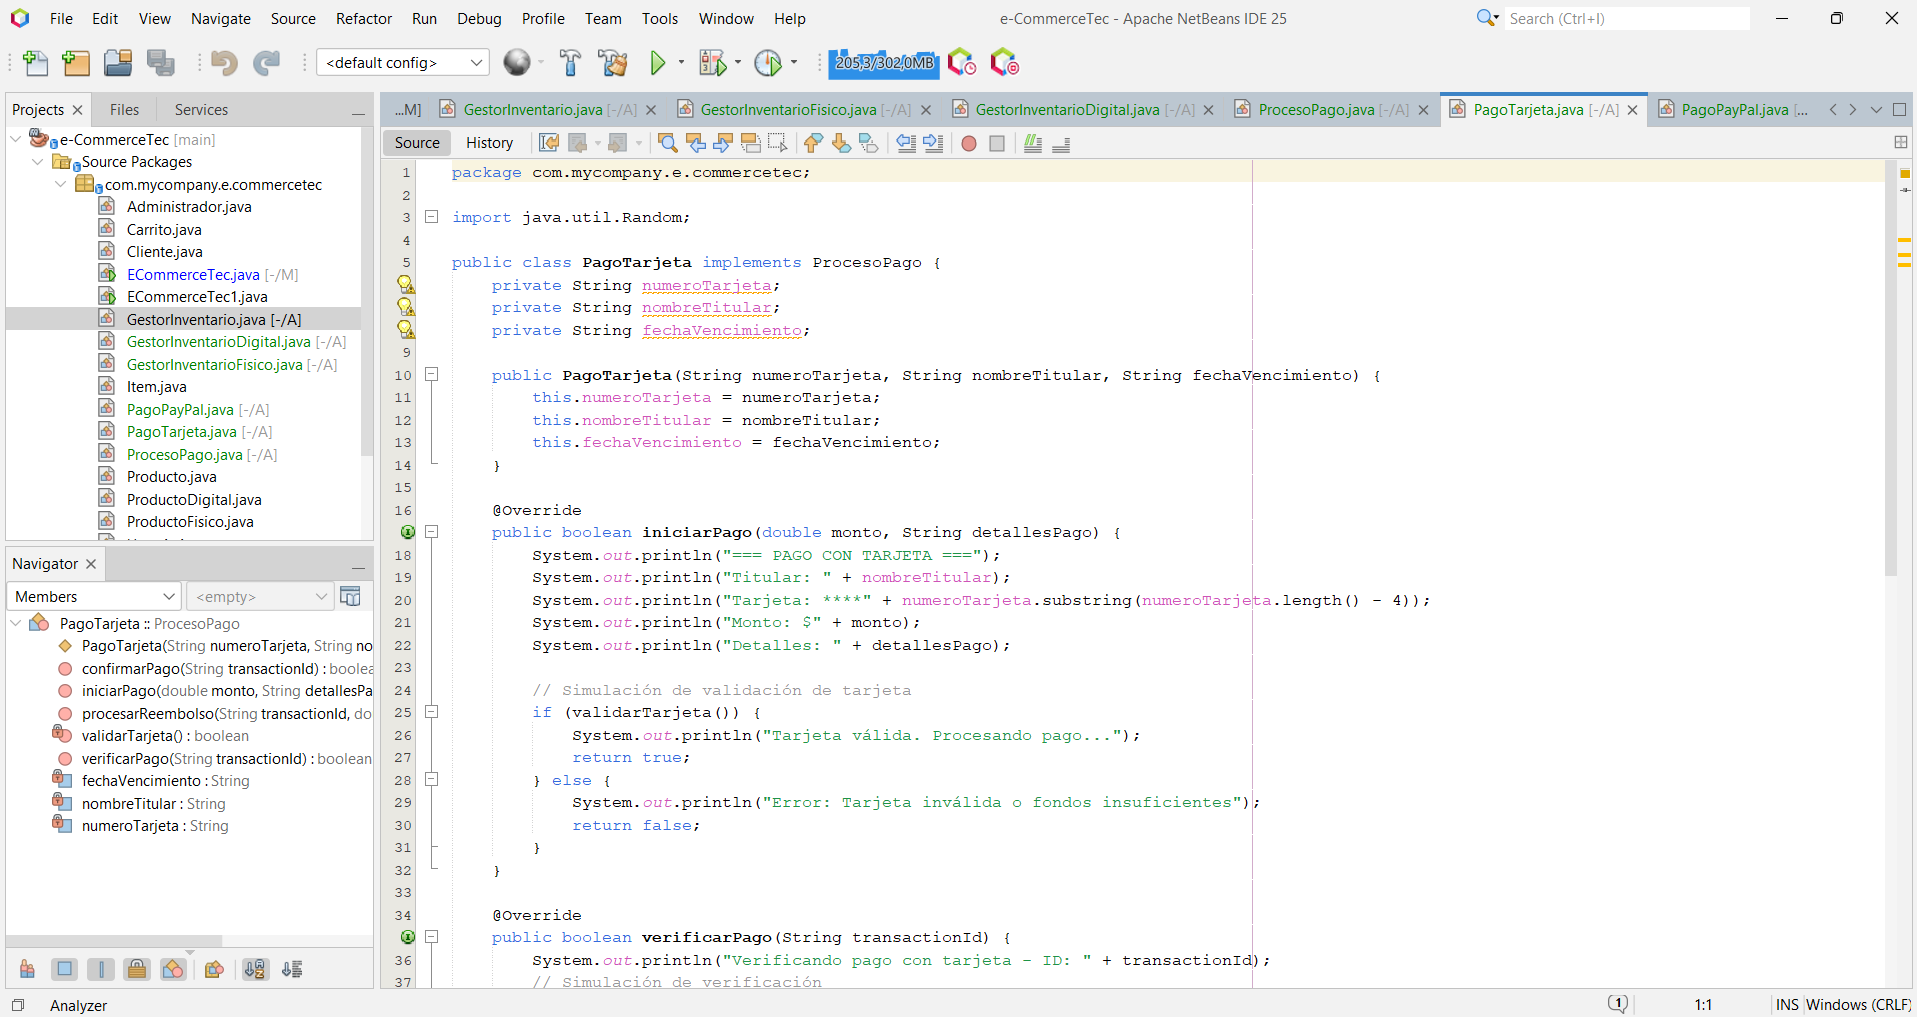 File Edit View Navigate Source Refactor Run Debug Profile Team Tools Window Help
e-CommerceTec - Apache NetBeans IDE 25
Search (Ctrl+I)
<default config>
205,3/302,0MB
Projects Files Services
e-CommerceTec [main]
Source Packages
com.mycompany.e.commercetec
Administrador.java
Carrito.java
Cliente.java
ECommerceTec.java [-/M]
ECommerceTec1.java
GestorInventario.java [-/A]
GestorInventarioDigital.java [-/A]
GestorInventarioFisico.java [-/A]
Item.java
PagoPayPal.java [-/A]
PagoTarjeta.java [-/A]
ProcesoPago.java [-/A]
Producto.java
ProductoDigital.java
ProductoFisico.java
Navigator
Members
<empty>
PagoTarjeta :: ProcesoPago
PagoTarjeta(String numeroTarjeta, String no
confirmarPago(String transactionId) : boolea
iniciarPago(double monto, String detallesPa
procesarReembolso(String transactionId, do
validarTarjeta() : boolean
verificarPago(String transactionId) : boolean
fechaVencimiento : String
nombreTitular : String
numeroTarjeta : String
...M] GestorInventario.java [-/A] GestorInventarioFisico.java [-/A] GestorInventarioDigital.java [-/A] ProcesoPago.java [-/A] PagoTarjeta.java [-/A] PagoPayPal.java [...
Source History
1 package com.mycompany.e.commercetec;
2
3 import java.util.Random;
4
5 public class PagoTarjeta implements ProcesoPago {
private String numeroTarjeta;
private String nombreTitular;
private String fechaVencimiento;
9
10 public PagoTarjeta(String numeroTarjeta, String nombreTitular, String fechaVencimiento) {
11 this.numeroTarjeta = numeroTarjeta;
12 this.nombreTitular = nombreTitular;
13 this.fechaVencimiento = fechaVencimiento;
14 }
15
16 @Override
public boolean iniciarPago(double monto, String detallesPago) {
18 System.out.println("=== PAGO CON TARJETA ===");
19 System.out.println("Titular: " + nombreTitular);
20 System.out.println("Tarjeta: ****" + numeroTarjeta.substring(numeroTarjeta.length() - 4));
21 System.out.println("Monto: $" + monto);
22 System.out.println("Detalles: " + detallesPago);
23
24 // Simulación de validación de tarjeta
25 if (validarTarjeta()) {
26 System.out.println("Tarjeta válida. Procesando pago...");
27 return true;
28 } else {
29 System.out.println("Error: Tarjeta inválida o fondos insuficientes");
30 return false;
31 }
32 }
33
34 @Override
public boolean verificarPago(String transactionId) {
36 System.out.println("Verificando pago con tarjeta - ID: " + transactionId);
37 // Simulación de verificación
Analyzer
1
1:1
INS
Windows (CRLF)